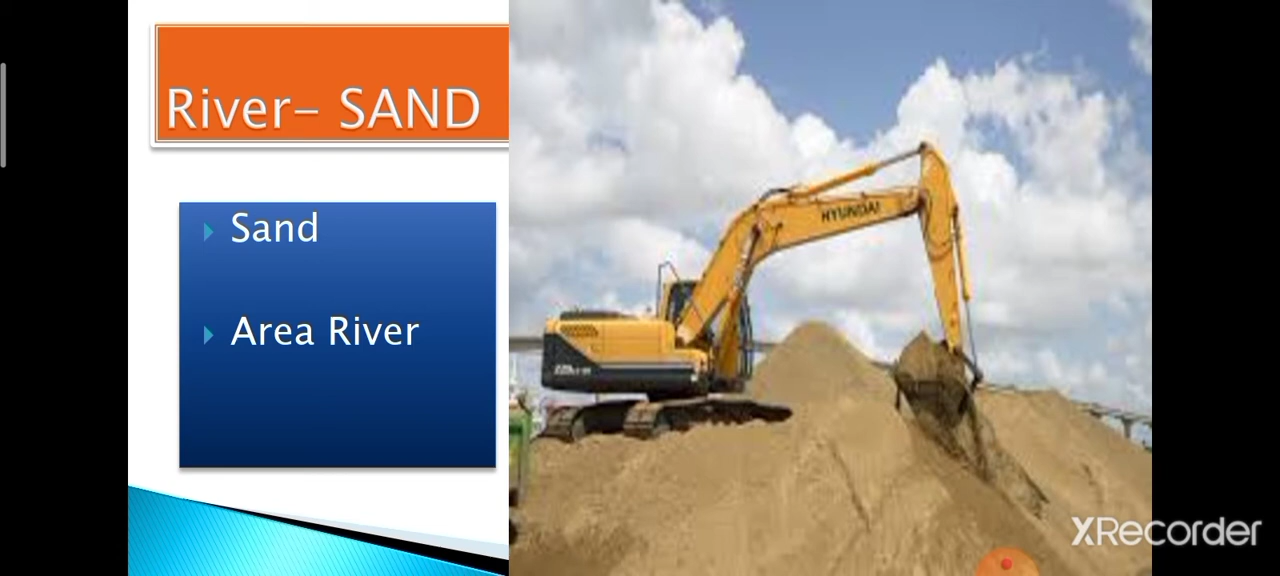 River- SAND
Sand
Area River
HYUNDAI
XRecorder